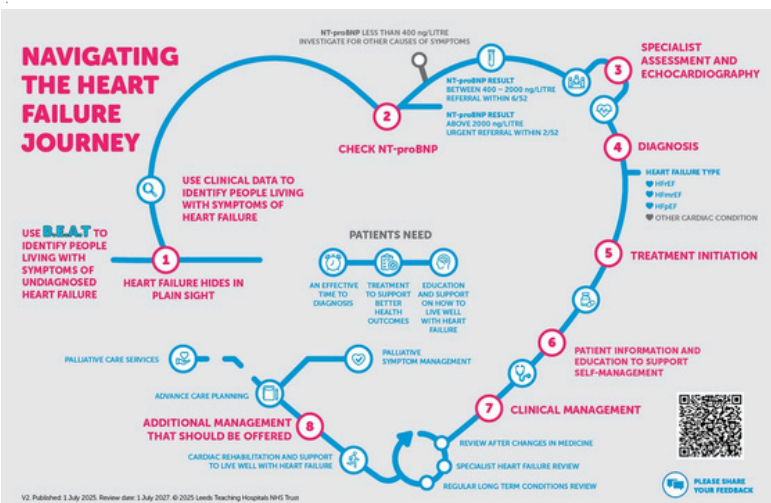 NAVIGATING
THE HEART
FAILURE
JOURNEY
NT-proBNP LESS THAN 400 ng/LITRE
INVESTIGATE FOR OTHER CAUSES OF SYMPTOMS
NT-proBNP RESULT
BETWEEN 400 – 2000 ng/LITRE
REFERRAL WITHIN 6/52
NT-proBNP RESULT
ABOVE 2000 ng/LITRE
URGENT REFERRAL WITHIN 2/52
2
CHECK NT-proBNP
3
SPECIALIST
ASSESSMENT AND
ECHOCARDIOGRAPHY
4
DIAGNOSIS
HEART FAILURE TYPE
HFrEF
HFmrEF
HFpEF
OTHER CARDIAC CONDITION
USE CLINICAL DATA TO
IDENTIFY PEOPLE LIVING
WITH SYMPTOMS OF
HEART FAILURE
USE B.E.A.T TO
IDENTIFY PEOPLE
LIVING WITH
SYMPTOMS OF
UNDIAGNOSED
HEART FAILURE
1
HEART FAILURE HIDES IN
PLAIN SIGHT
PATIENTS NEED
AN EFFECTIVE
TIME TO
DIAGNOSIS
TREATMENT
TO SUPPORT
BETTER
HEALTH
OUTCOMES
EDUCATION
AND SUPPORT
ON HOW TO
LIVE WELL
WITH HEART
FAILURE
5
TREATMENT INITIATION
6
PATIENT INFORMATION AND
EDUCATION TO SUPPORT
SELF-MANAGEMENT
7
CLINICAL MANAGEMENT
REVIEW AFTER CHANGES IN MEDICINE
SPECIALIST HEART FAILURE REVIEW
REGULAR LONG TERM CONDITIONS REVIEW
PALLIATIVE CARE SERVICES
PALLIATIVE
SYMPTOM MANAGEMENT
ADVANCE CARE PLANNING
8
ADDITIONAL MANAGEMENT
THAT SHOULD BE OFFERED
CARDIAC REHABILITATION AND SUPPORT
TO LIVE WELL WITH HEART FAILURE
PLEASE SHARE
YOUR FEEDBACK
V2. Published: 1 July 2025. Review date: 1 July 2027. © 2025 Leeds Teaching Hospitals NHS Trust